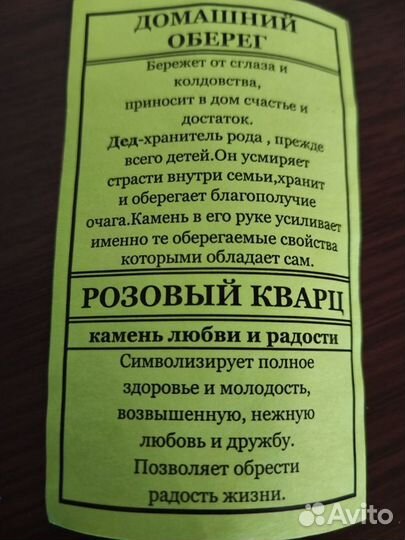 ДОМАШНИЙ
ОБЕРЕГ
Бережет от сглаза и
колдовства,
приносит в дом счастье и
достаток.
Дед-хранитель рода , прежде
всего детей.Он усмиряет
страсти внутри семьи,хранит
и оберегает благополучие
очага.Камень в его руке усиливает
именно те оберегаемые свойства
которыми обладает сам.
РОЗОВЫЙ КВАРЦ
камень любви и радости
Символизирует полное
здоровье и молодость,
возвышенную, нежную
любовь и дружбу.
Позволяет обрести
радость жизни.
Avito